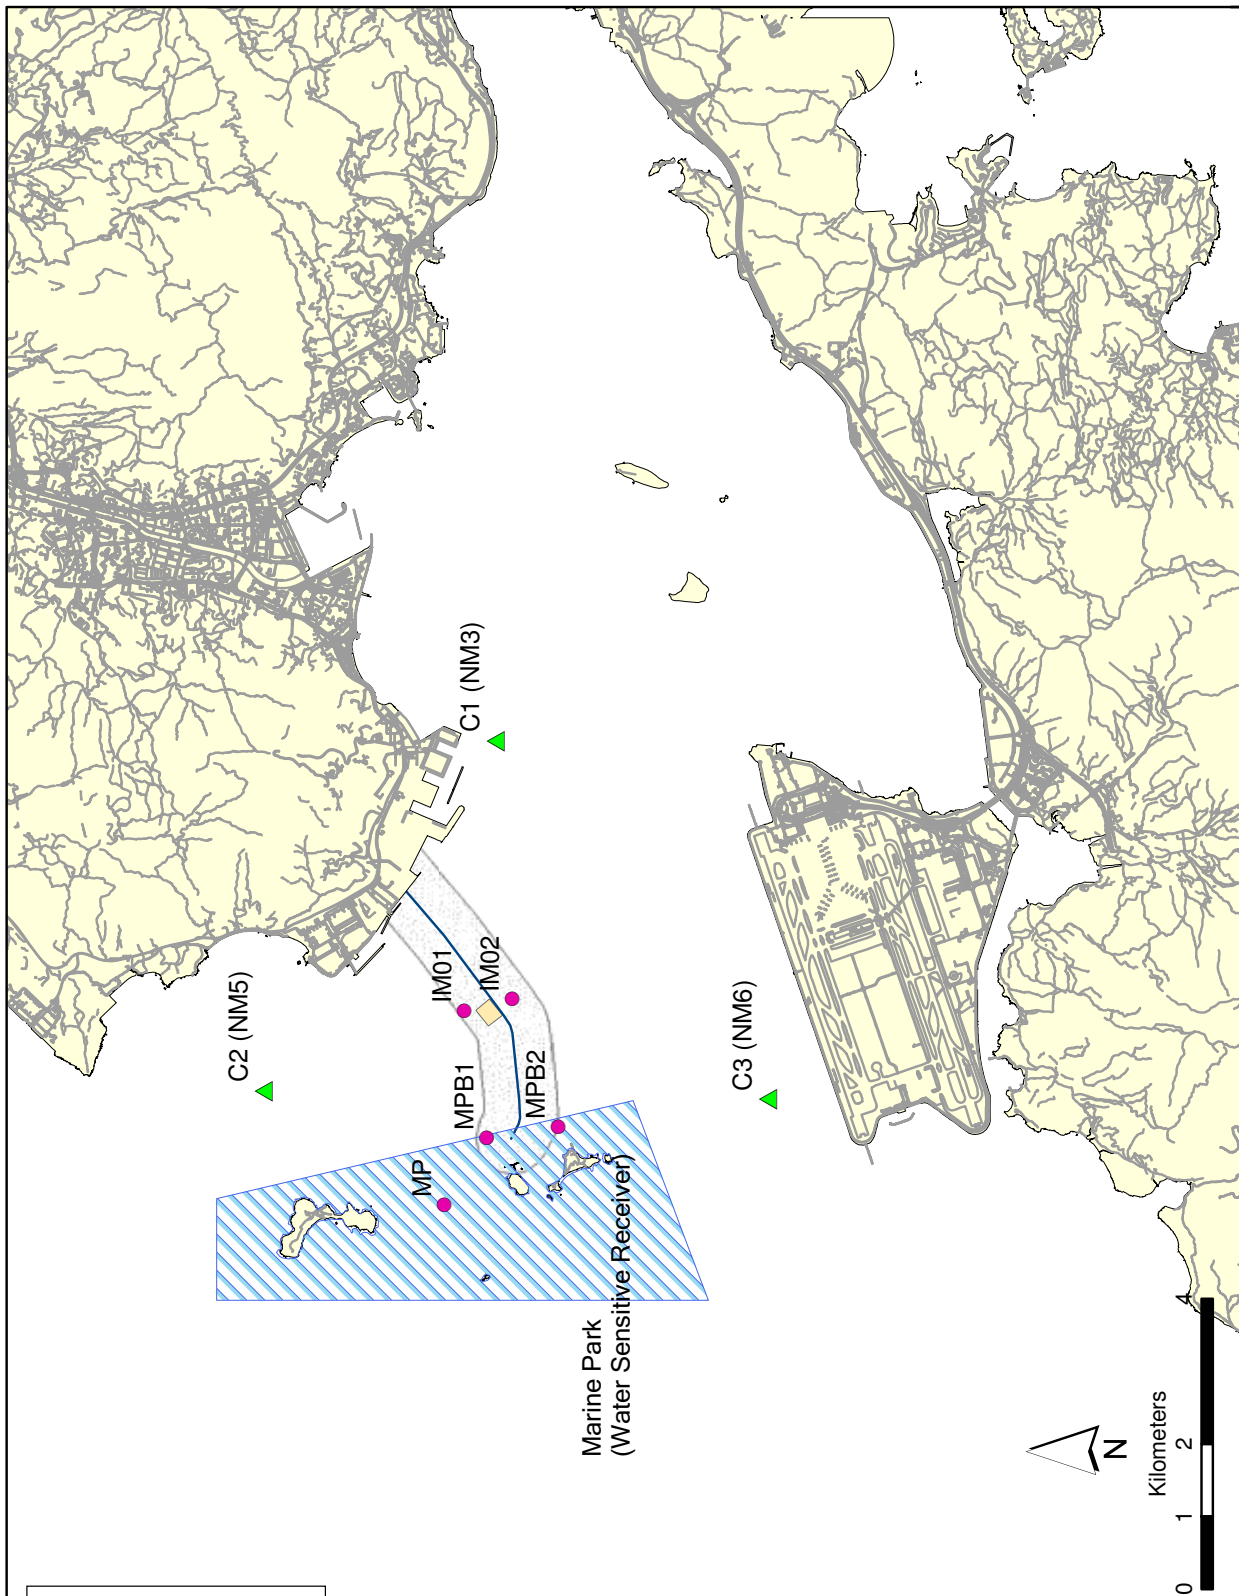 C2 (NM5)
C1 (NM3)
IM01
IM02
MPB1
MPB2
MP
C3 (NM6)
Marine Park
(Water Sensitive Receiver)
N
Kilometers
0 1 2 4